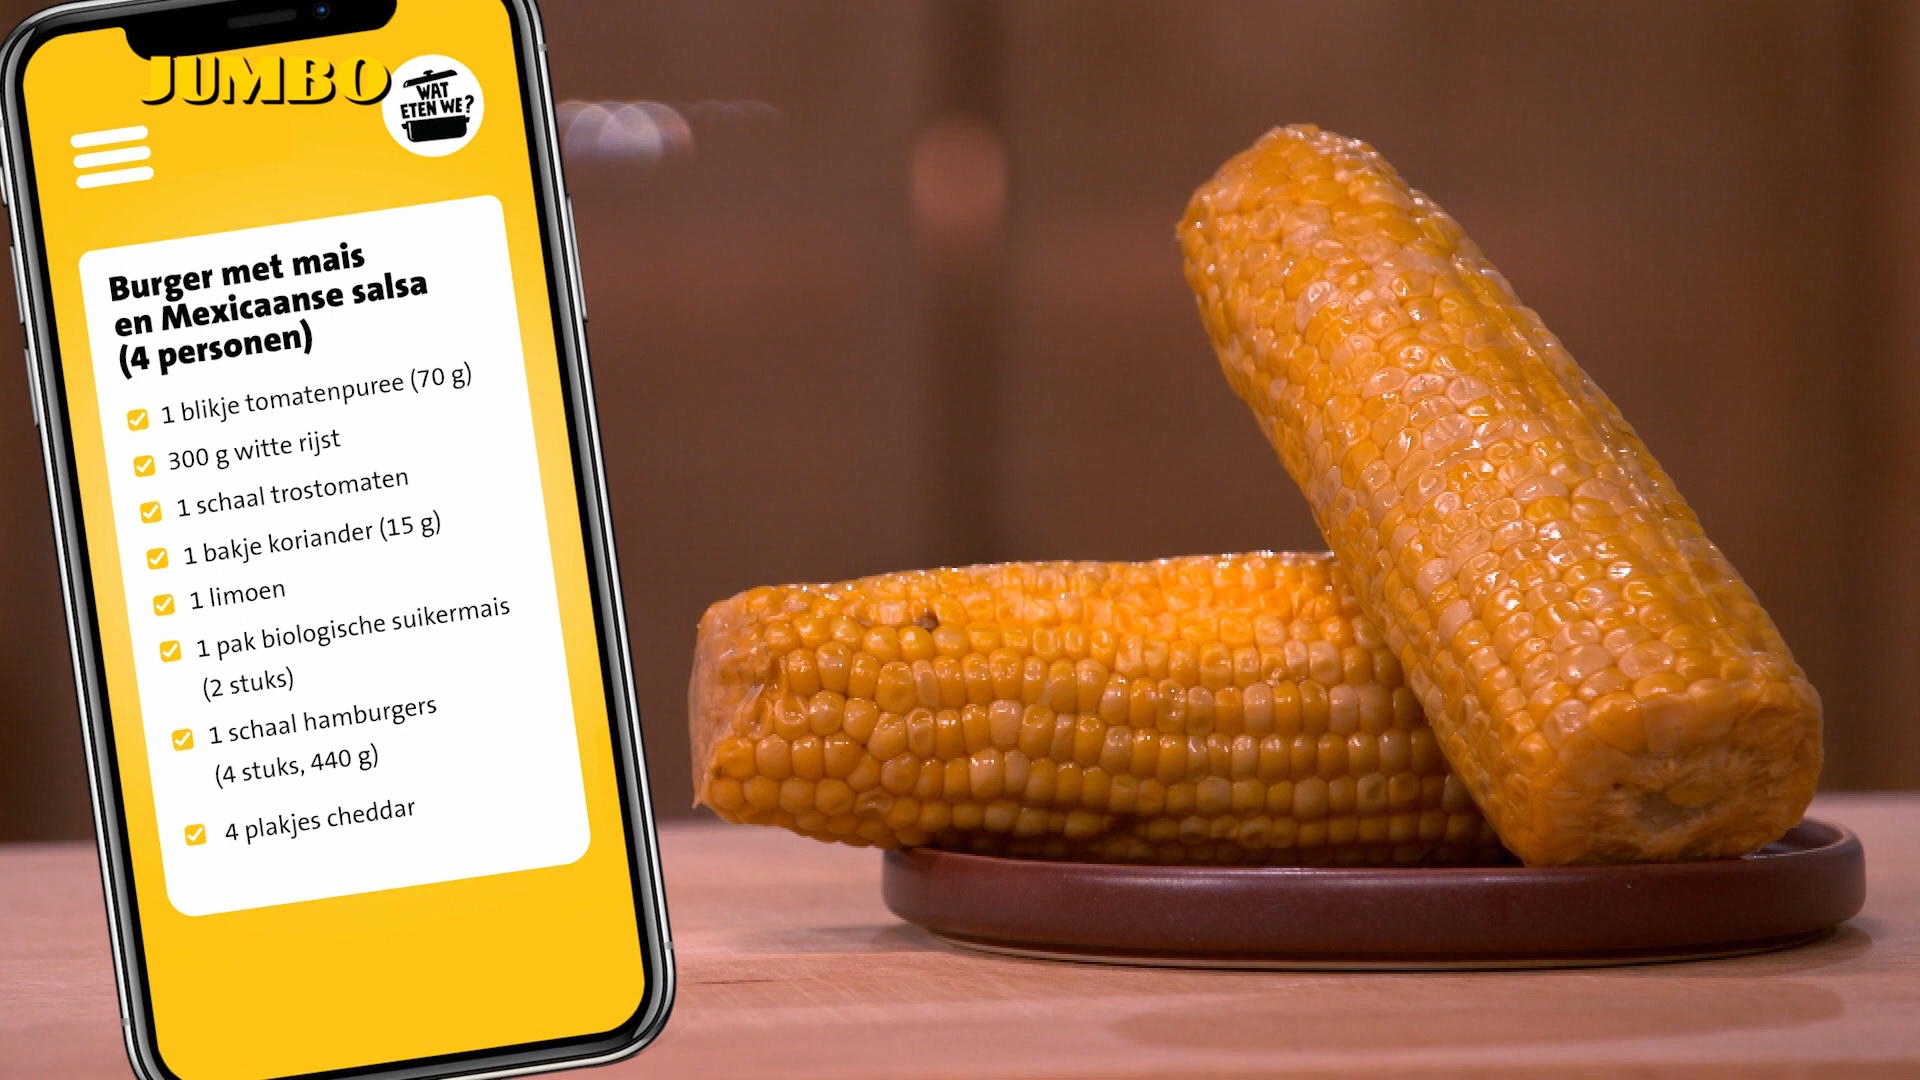 JUMBO
WAT
ETEN WE?
Burger met mais
en Mexicaanse salsa
(4 personen)
1 blikje tomatenpuree (70 g)
300 g witte rijst
1 schaal trostomaten
1 bakje koriander (15 g)
1 limoen
1 pak biologische suikermais
(2 stuks)
1 schaal hamburgers
(4 stuks, 440 g)
4 plakjes cheddar